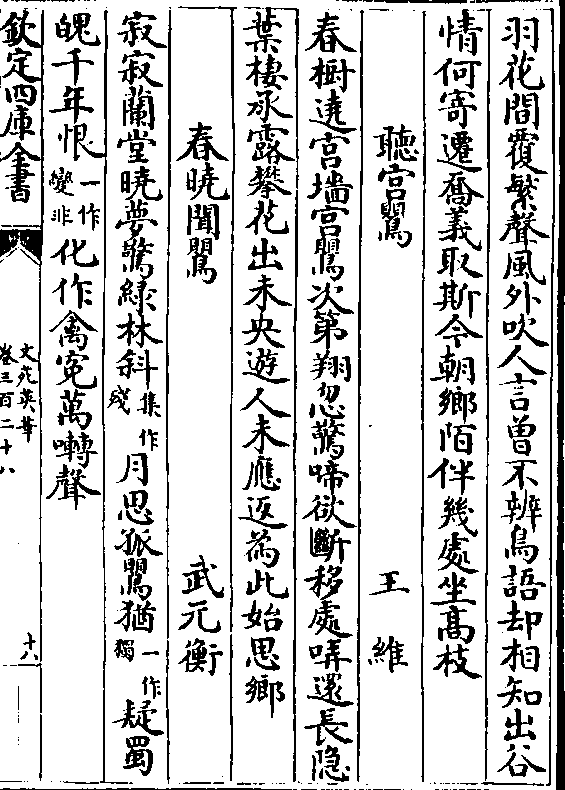 羽花間覆繁聲風外吹人言曽不辨鳥語却相知出谷
情何寄遷喬義取斯今朝鄉陌伴幾處坐髙枝
聽宫鸎 王維
春樹遶宫墻宫鸎次第翔忽驚啼欲斷移處哢還長隐
葉棲承露攀花出未央遊人未應返為此始思鄉
春曉聞鸎 武元衡
寂寂蘭堂曉夢驚緑林斜集作殘月思孤鸎猶一作獨疑蜀
魄千年恨一作變非化作禽寃萬囀聲
欽定四庫全書
文苑英華
卷三百二十八
十八